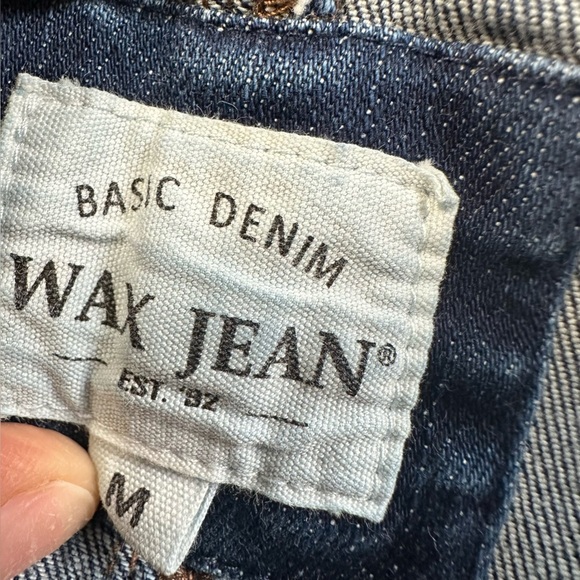 BASIC DENIM
WAX JEAN®
EST. '92
M